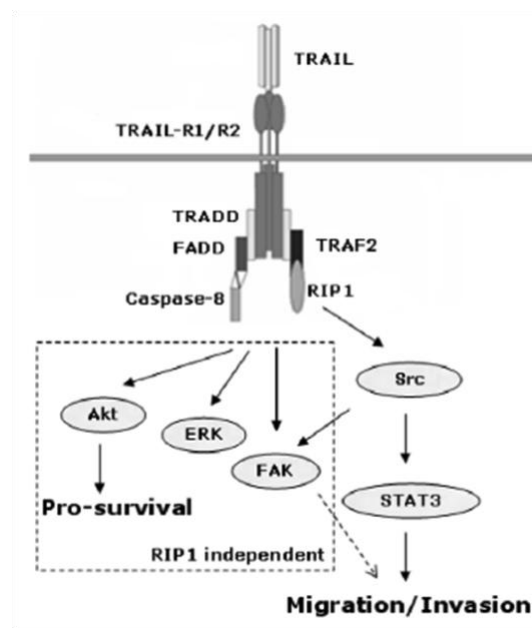 TRAIL
TRAIL-R1/R2
TRADD
FADD
TRAF2
Caspase-8
RIP1
Src
Akt
ERK
FAK
STAT3
Pro-survival
RIP1 independent
Migration/Invasion